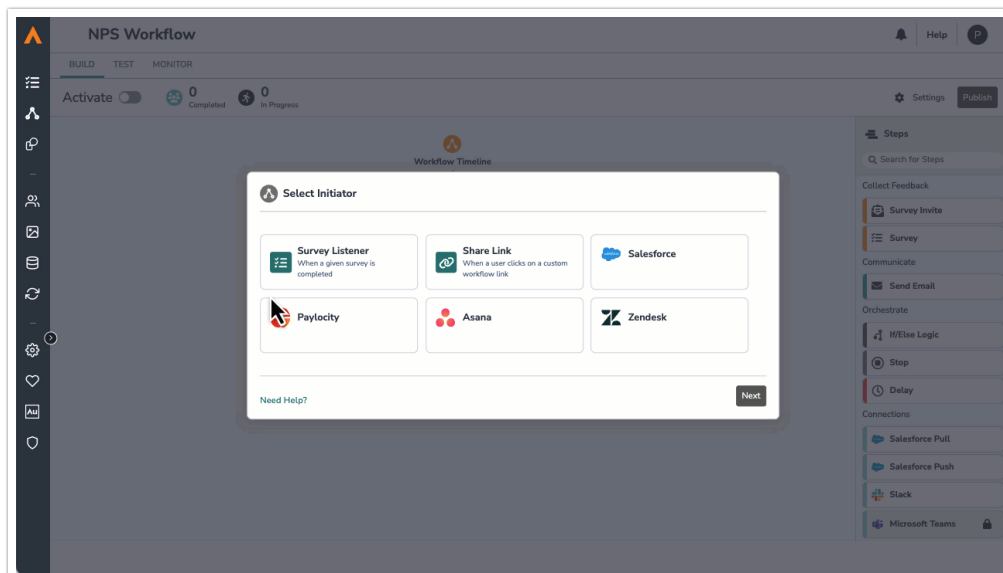 NPS Workflow
Help
P
BUILD TEST MONITOR
Activate
0
Completed
0
In Progress
Settings
Publish
Workflow Timeline
Select Initiator
Survey Listener
When a given survey is
completed
Share Link
When a user clicks on a custom
workflow link
Salesforce
Paylocity
Asana
Zendesk
Need Help?
Next
Steps
Search for Steps
Collect Feedback
Survey Invite
Survey
Communicate
Send Email
Orchestrate
If/Else Logic
Stop
Delay
Connections
Salesforce Pull
Salesforce Push
Slack
Microsoft Teams
AU